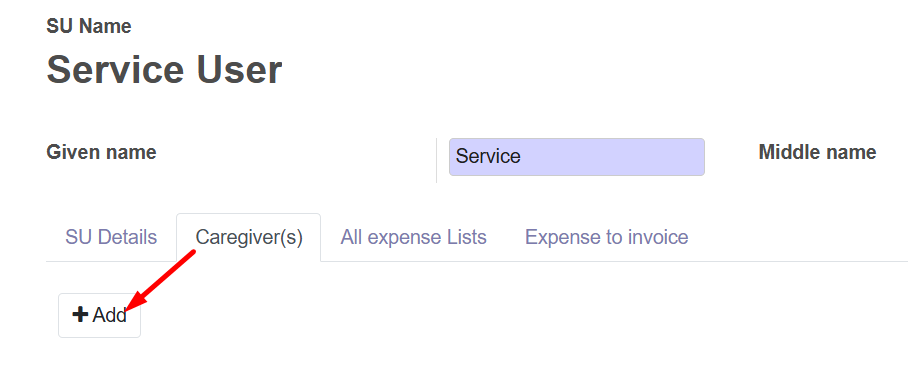 SU Name
Service User
Given name Service Middle name
SU Details Caregiver(s) All expense Lists Expense to invoice
+ Add